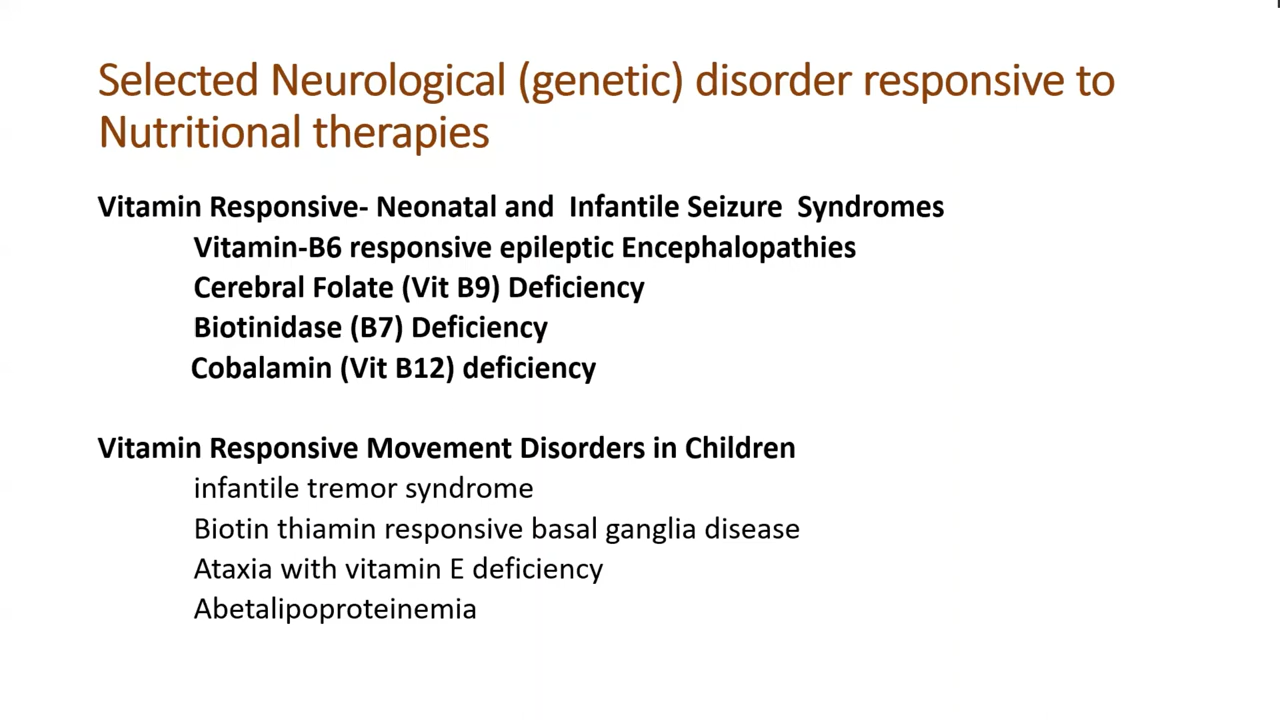 Selected Neurological (genetic) disorder responsive to
Nutritional therapies
Vitamin Responsive- Neonatal and Infantile Seizure Syndromes
Vitamin-B6 responsive epileptic Encephalopathies
Cerebral Folate (Vit B9) Deficiency
Biotinidase (B7) Deficiency
Cobalamin (Vit B12) deficiency
Vitamin Responsive Movement Disorders in Children
infantile tremor syndrome
Biotin thiamin responsive basal ganglia disease
Ataxia with vitamin E deficiency
Abetalipoproteinemia